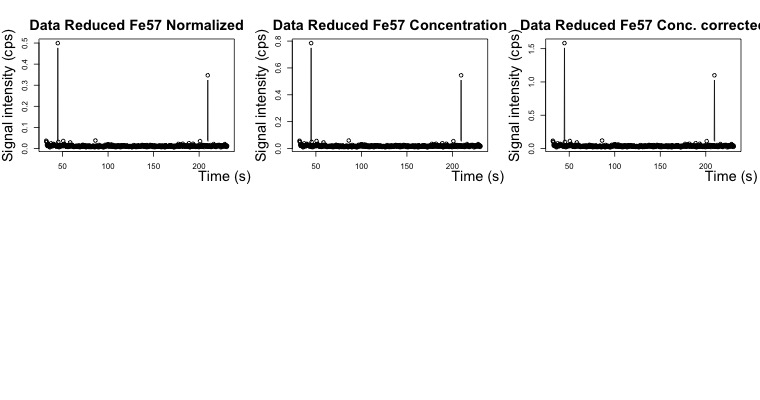 Data Reduced Fe57 Normalized
Signal intensity (cps)
0.0 0.1 0.2 0.3 0.4 0.5
50 100 150 200
Time (s)
Data Reduced Fe57 Concentration
Signal intensity (cps)
0.0 0.2 0.4 0.6 0.8
50 100 150 200
Time (s)
Data Reduced Fe57 Conc. corrected
Signal intensity (cps)
0.0 0.5 1.0 1.5
50 100 150 200
Time (s)